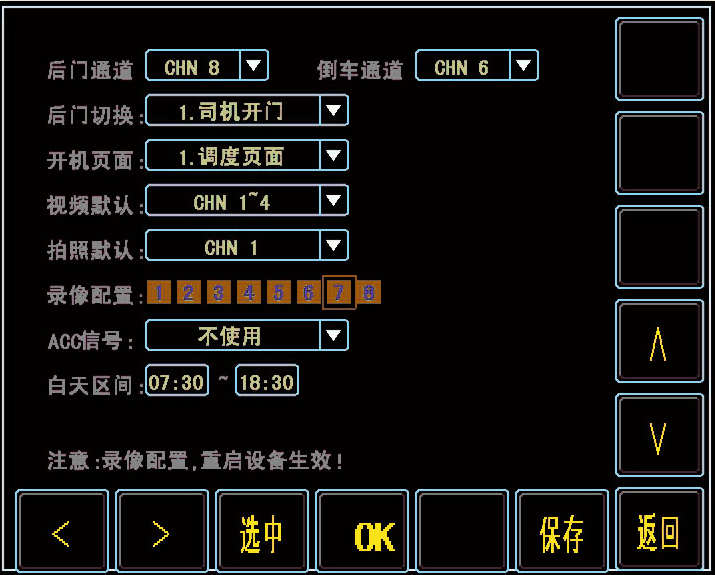 后门通道 CHN 8 倒车通道 CHN 6
后门切换: 1.司机开门
开机页面: 1.调度页面
视频默认: CHN 1~4
拍照默认: CHN 1
录像配置: 1 2 3 4 5 6 7 8
ACC信号: 不使用
白天区间: 07:30 ~ 18:30
注意:录像配置,重启设备生效!
< > 选中 OK 保存 返回